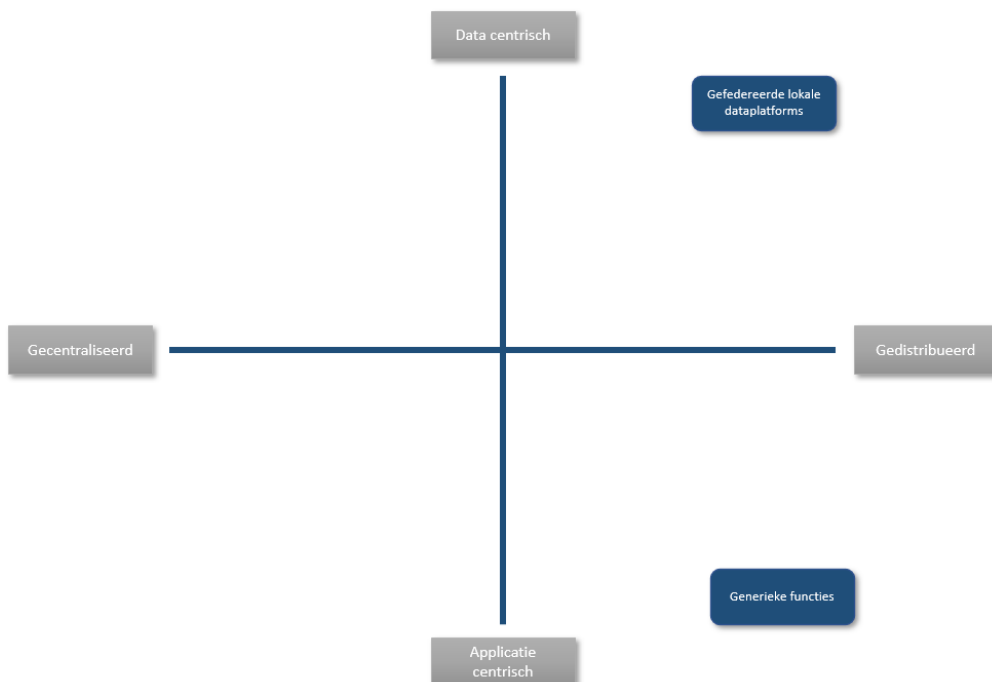 Data centrisch
Gefedereerde lokale
dataplatforms
Gecentraliseerd
Gedistribueerd
Generieke functies
Applicatie
centrisch